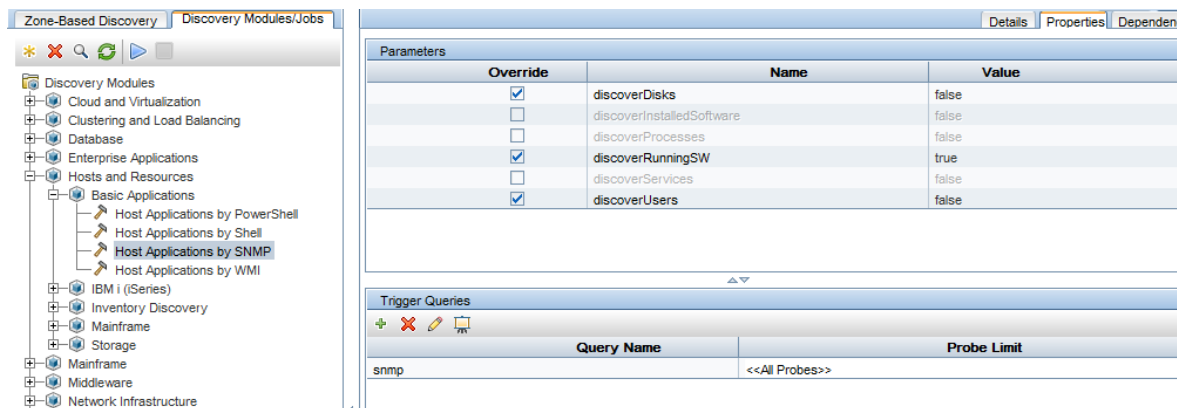 Zone-Based Discovery Discovery Modules/Jobs
Discovery Modules
Cloud and Virtualization
Clustering and Load Balancing
Database
Enterprise Applications
Hosts and Resources
Basic Applications
Host Applications by PowerShell
Host Applications by Shell
Host Applications by SNMP
Host Applications by WMI
IBM i (iSeries)
Inventory Discovery
Mainframe
Storage
Mainframe
Middleware
Network Infrastructure
Details Properties Dependen
Parameters
Override Name Value
discoverDisks false
discoverInstalledSoftware false
discoverProcesses false
discoverRunningSW true
discoverServices false
discoverUsers false
Trigger Queries
Query Name Probe Limit
snmp <<All Probes>>